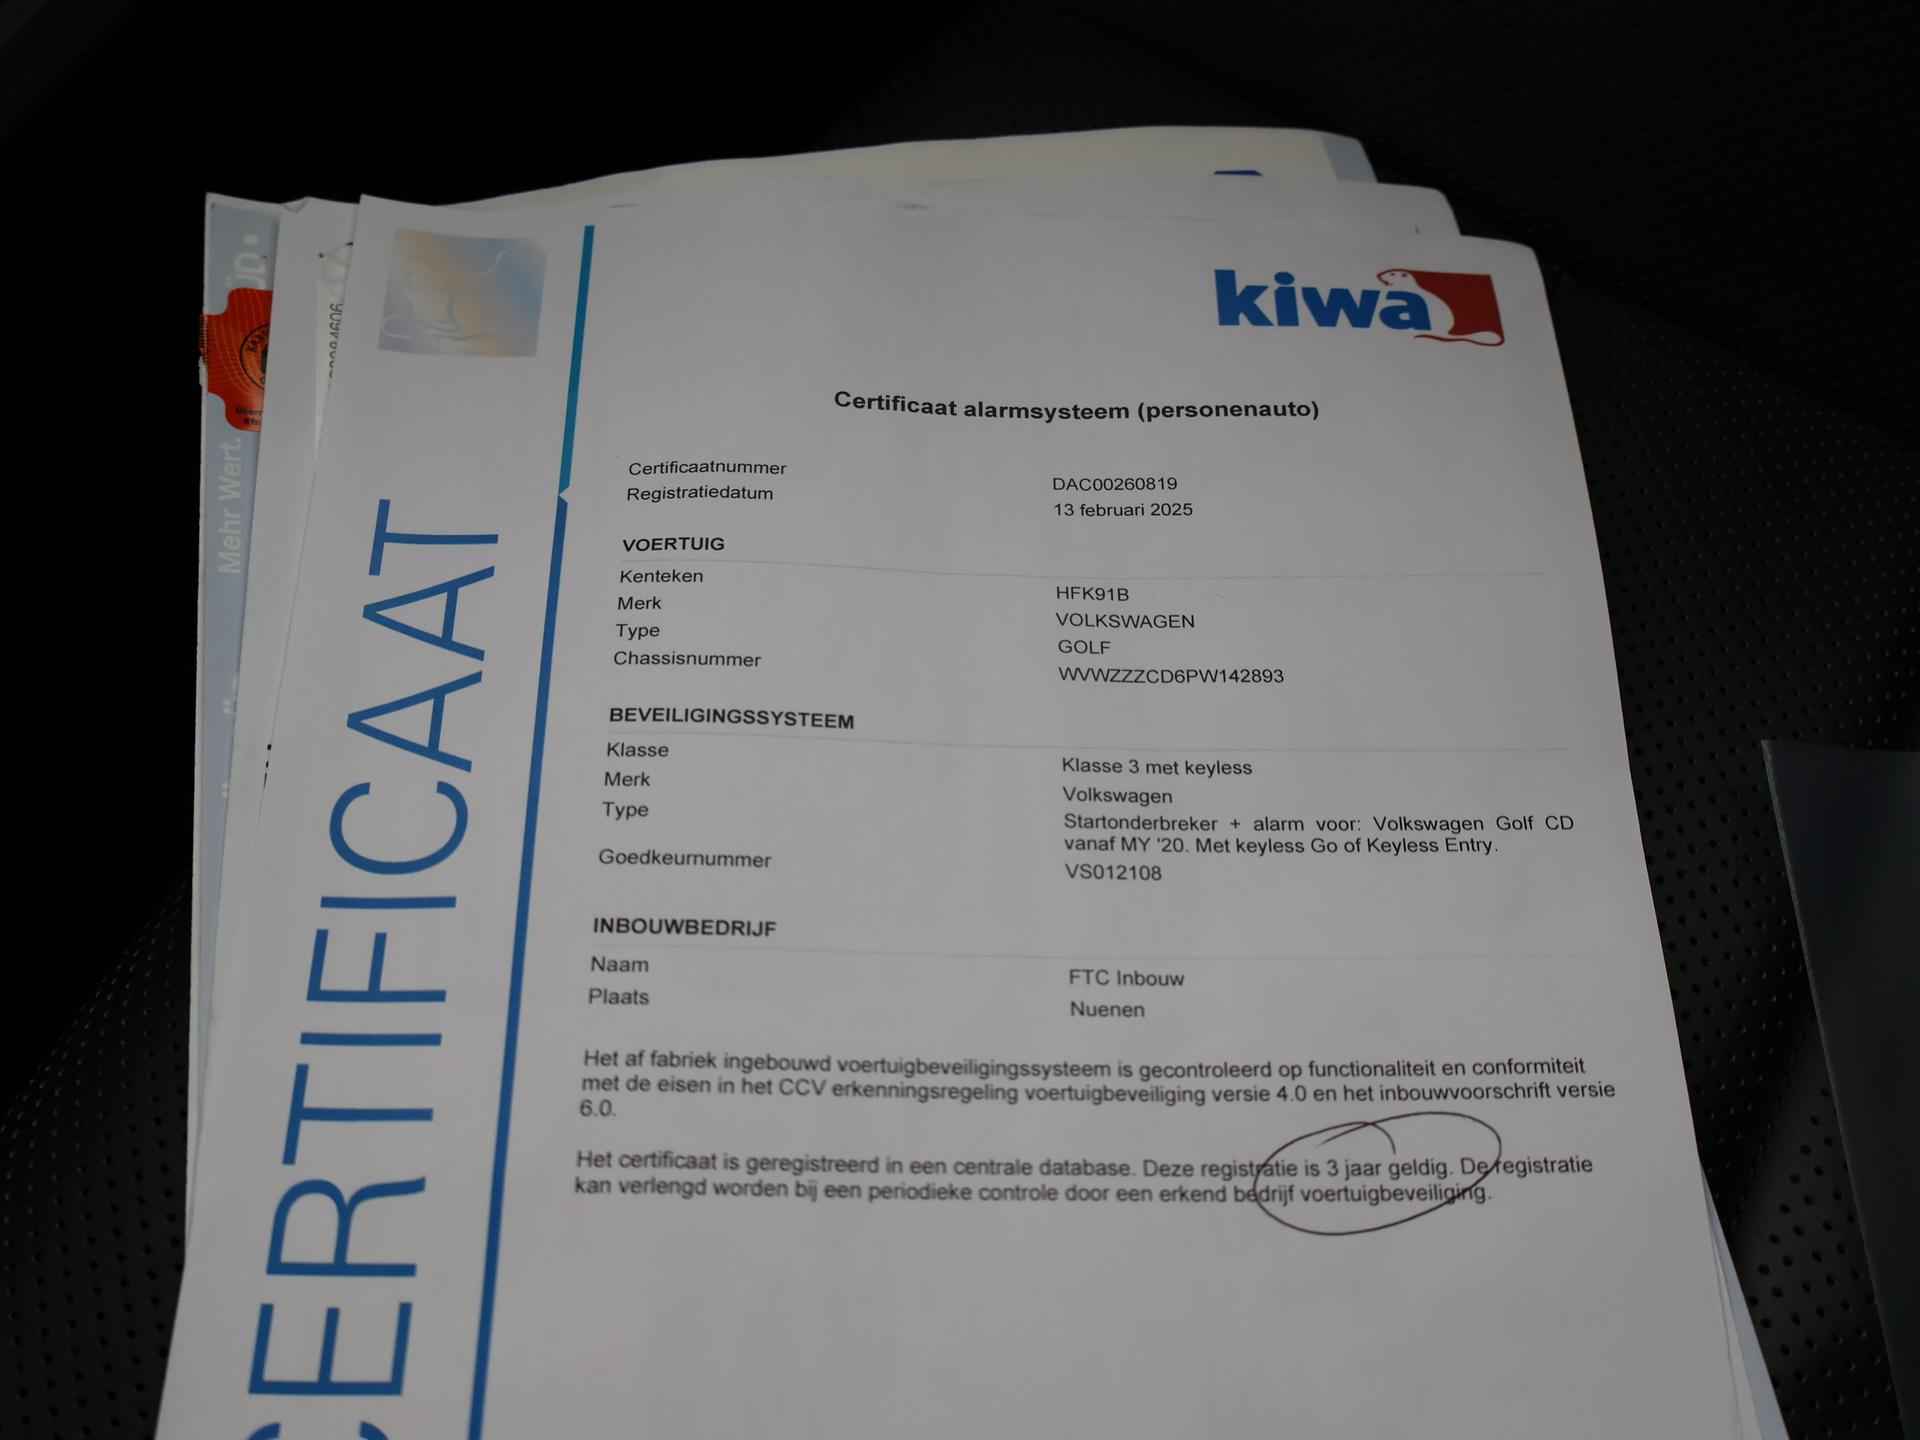 kiwa
Certificaat alarmsysteem (personenauto)
Certificaatnummer DAC00260819
Registratiedatum 13 februari 2025
VOERTUIG
Kenteken HFK91B
Merk VOLKSWAGEN
Type GOLF
Chassisnummer WVWZZZCD6PW142893
BEVEILIGINGSSYSTEEM
Klasse Klasse 3 met keyless
Merk Volkswagen
Type Startonderbreker + alarm voor: Volkswagen Golf CD
vanaf MY '20. Met keyless Go of Keyless Entry.
Goedkeurnummer VS012108
INBOUWBEDRIJF
Naam FTC Inbouw
Plaats Nuenen
Het af fabriek ingebouwd voertuigbeveiligingssysteem is gecontroleerd op functionaliteit en conformiteit
met de eisen in het CCV erkenningsregeling voertuigbeveiliging versie 4.0 en het inbouwvoorschrift versie
6.0.
Het certificaat is geregistreerd in een centrale database. Deze registratie is 3 jaar geldig. De registratie
kan verlengd worden bij een periodieke controle door een erkend bedrijf voertuigbeveiliging.
CERTIFICAAT
Mehr Wert.